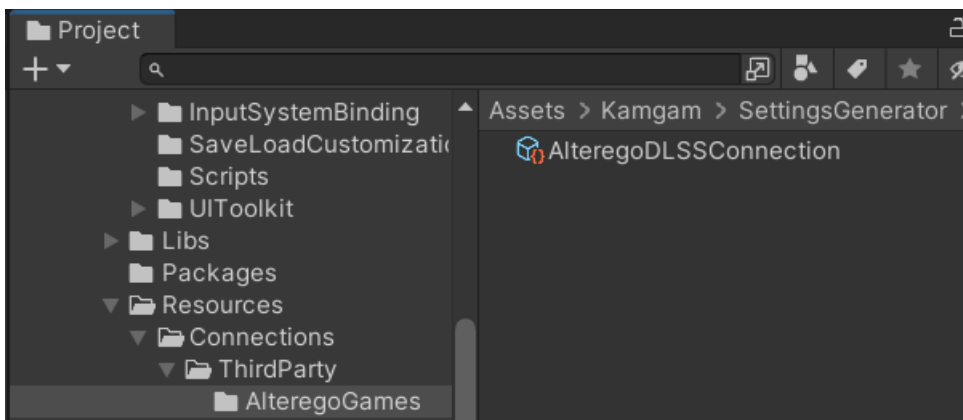 Project
InputSystemBinding
SaveLoadCustomizatio
Scripts
UIToolkit
Libs
Packages
Resources
Connections
ThirdParty
AlteregoGames
Assets > Kamgam > SettingsGenerator >
AlteregoDLSSConnection